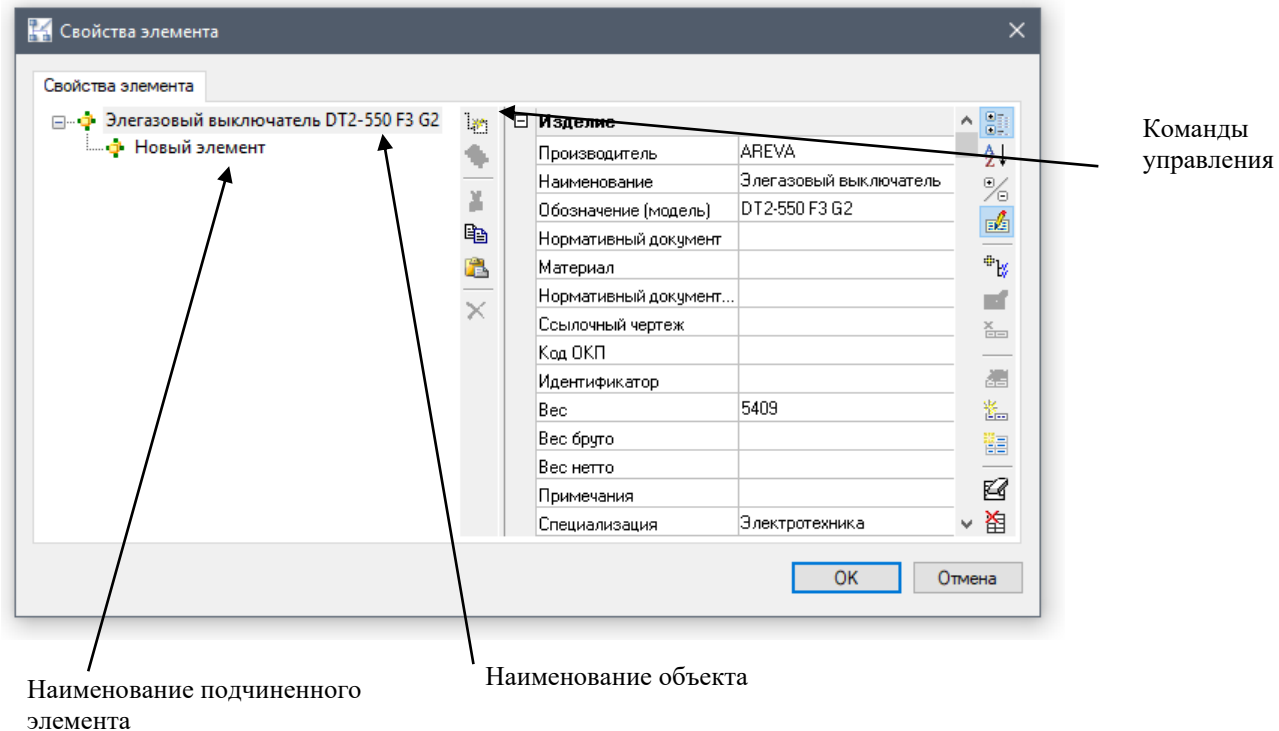 Свойства элемента
Свойства элемента
Элегазовый выключатель DT2-550 F3 G2
Новый элемент
Изделие
Производитель AREVA
Наименование Элегазовый выключатель
Обозначение (модель) DT2-550 F3 G2
Нормативный документ
Материал
Нормативный документ...
Ссылочный чертеж
Код ОКП
Идентификатор
Вес 5409
Вес бруто
Вес нетто
Примечания
Специализация Электротехника
OK Отмена
Команды
управления
Наименование подчиненного
элемента
Наименование объекта